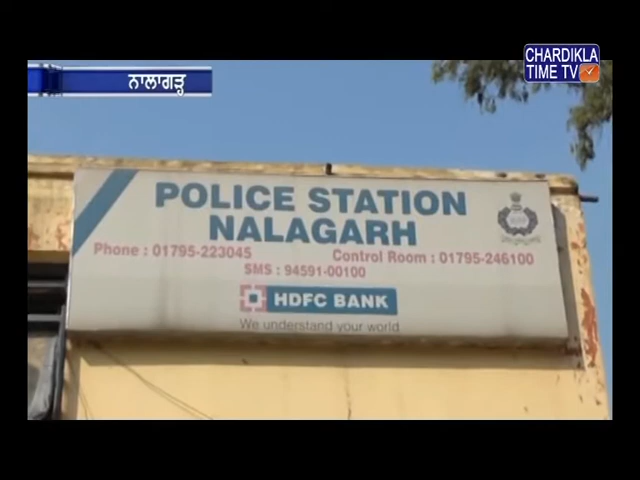 CHARDIKLA
TIME TV
ਨਾਲਾਗੜ੍ਹ
POLICE STATION
NALAGARH
Phone : 01795-223045
Control Room : 01795-246100
SMS : 94591-00100
HDFC BANK
We understand your world